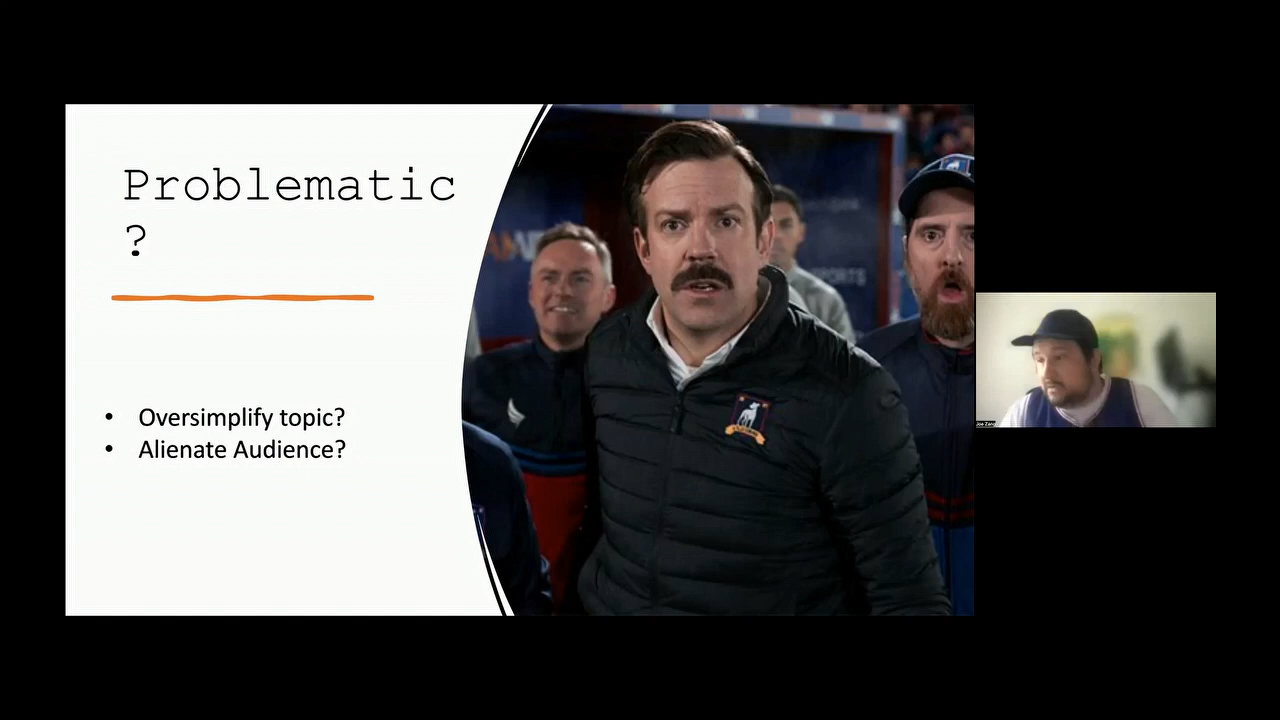 Problematic
?
• Oversimplify topic?
• Alienate Audience?